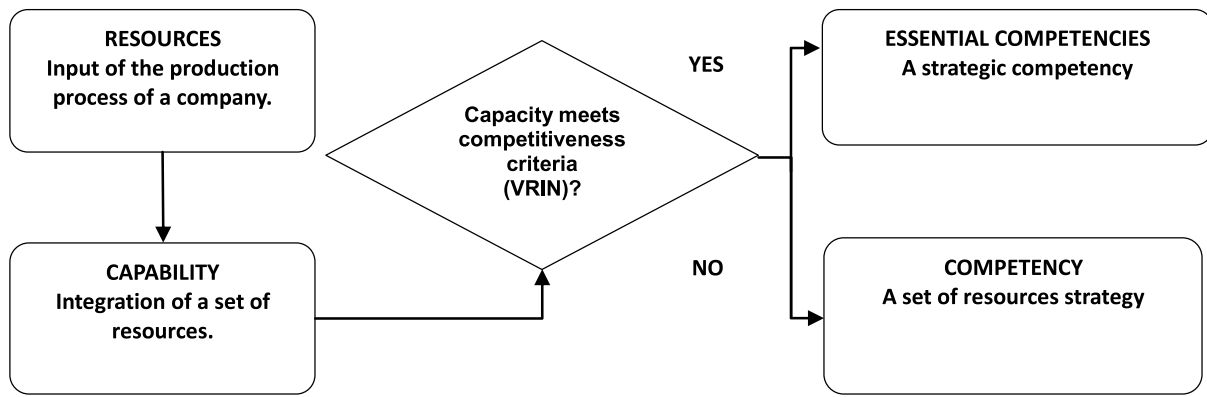 RESOURCES
Input of the production
process of a company.
CAPABILITY
Integration of a set of
resources.
Capacity meets
competitiveness
criteria
(VRIN)?
YES
NO
ESSENTIAL COMPETENCIES
A strategic competency
COMPETENCY
A set of resources strategy